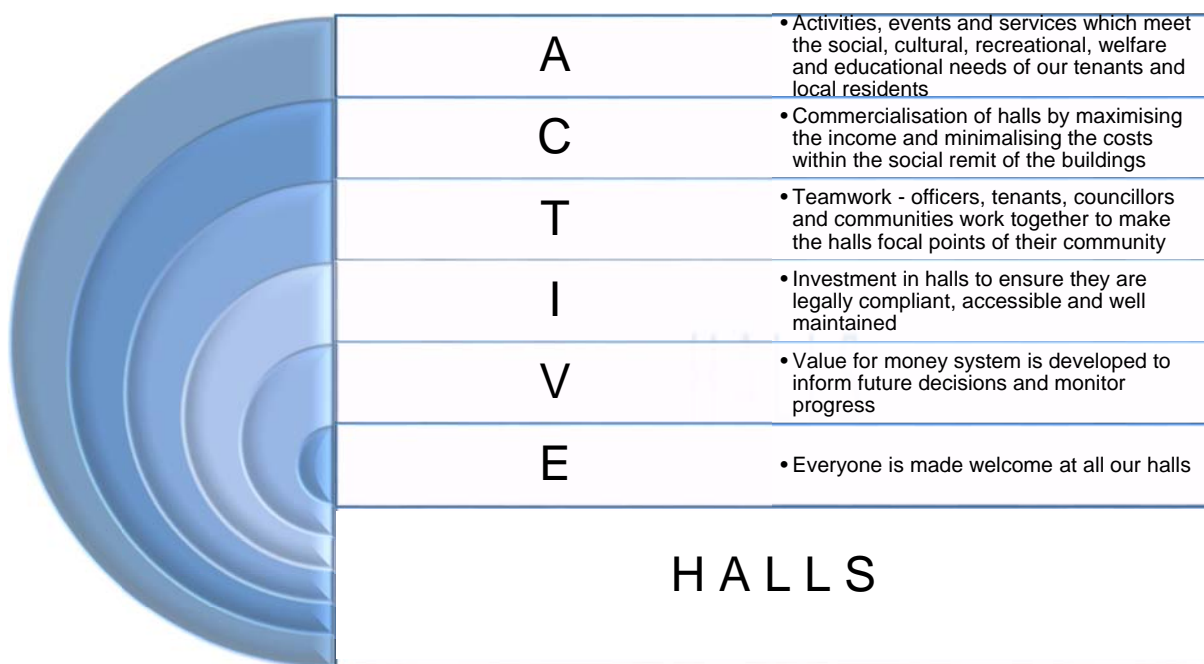 A
• Activities, events and services which meet
the social, cultural, recreational, welfare
and educational needs of our tenants and
local residents
C
• Commercialisation of halls by maximising
the income and minimalising the costs
within the social remit of the buildings
T
• Teamwork - officers, tenants, councillors
and communities work together to make
the halls focal points of their community
I
• Investment in halls to ensure they are
legally compliant, accessible and well
maintained
V
• Value for money system is developed to
inform future decisions and monitor
progress
E
• Everyone is made welcome at all our halls
H A L L S